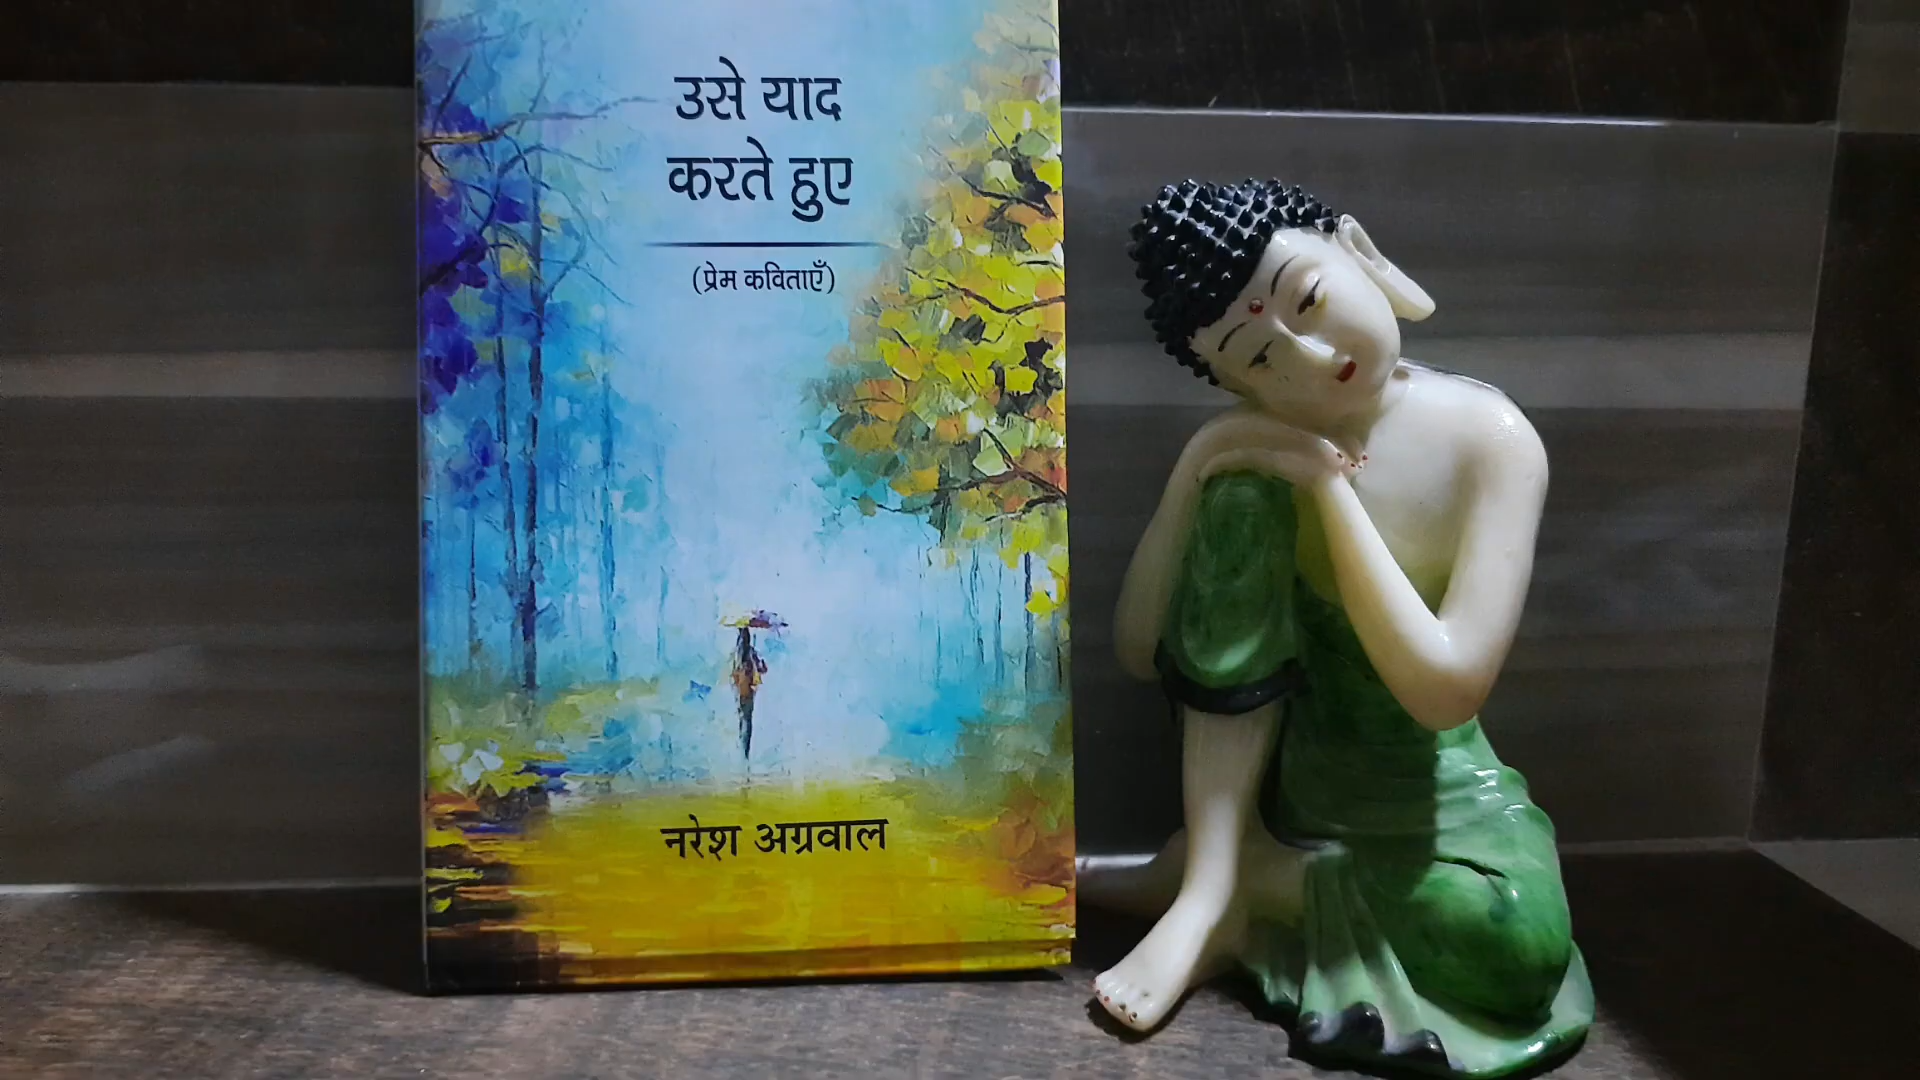 उसे याद
करते हुए
(प्रेम कविताएँ)
नरेश अग्रवाल